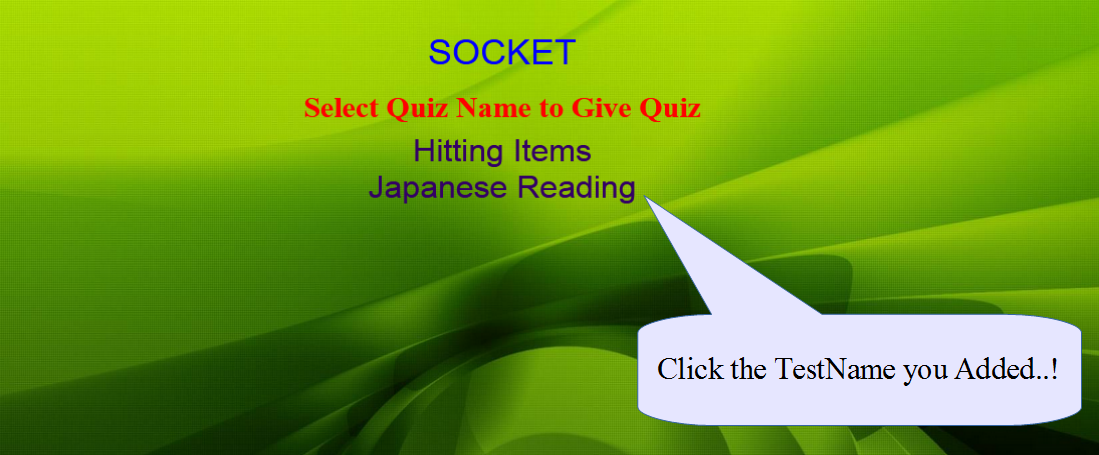 SOCKET
Select Quiz Name to Give Quiz
Hitting Items
Japanese Reading
Click the TestName you Added..!